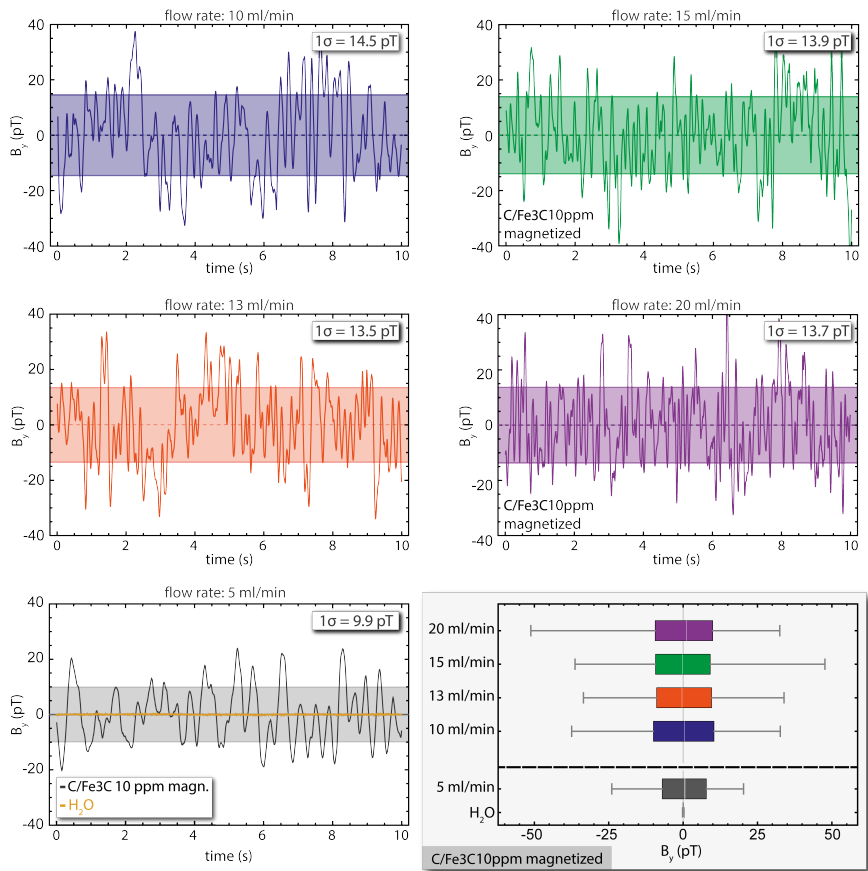 flow rate: 10 ml/min
1σ = 14.5 pT
40
20
0
-20
-40
B_y (pT)
0 2 4 6 8 10
time (s)
flow rate: 15 ml/min
1σ = 13.9 pT
40
20
0
-20
-40
B_y (pT)
C/Fe3C10ppm
magnetized
0 2 4 6 8 10
time (s)
flow rate: 13 ml/min
1σ = 13.5 pT
40
20
0
-20
-40
B_y (pT)
0 2 4 6 8 10
time (s)
flow rate: 20 ml/min
1σ = 13.7 pT
40
20
0
-20
-40
B_y (pT)
C/Fe3C10ppm
magnetized
0 2 4 6 8 10
time (s)
flow rate: 5 ml/min
1σ = 9.9 pT
40
20
0
-20
-40
B_y (pT)
C/Fe3C 10 ppm magn.
H₂O
0 2 4 6 8 10
time (s)
20 ml/min
15 ml/min
13 ml/min
10 ml/min
5 ml/min
H₂O
-50 -25 0 25 50
B_y (pT)
C/Fe3C10ppm magnetized